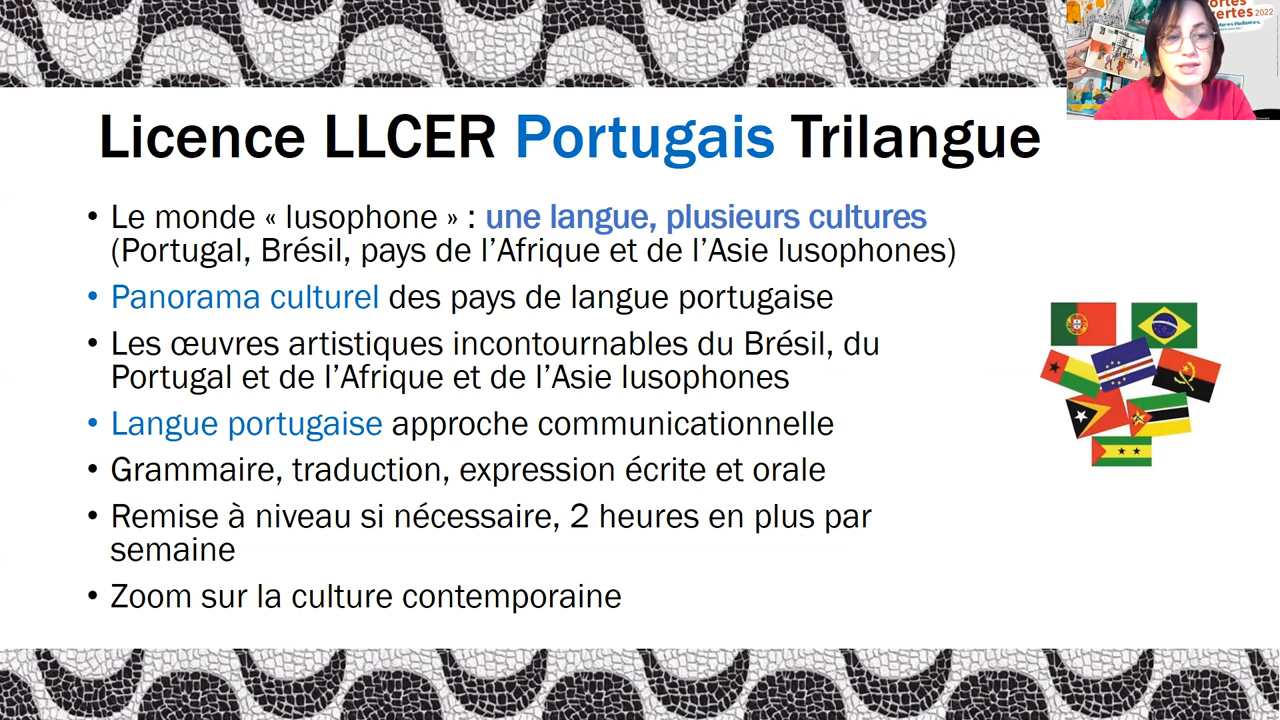 ortes
ertes 2022
Licence LLCER Portugais Trilangue
• Le monde « lusophone » : une langue, plusieurs cultures
(Portugal, Brésil, pays de l’Afrique et de l’Asie lusophones)
• Panorama culturel des pays de langue portugaise
• Les œuvres artistiques incontournables du Brésil, du
Portugal et de l’Afrique et de l’Asie lusophones
• Langue portugaise approche communicationnelle
• Grammaire, traduction, expression écrite et orale
• Remise à niveau si nécessaire, 2 heures en plus par
semaine
• Zoom sur la culture contemporaine